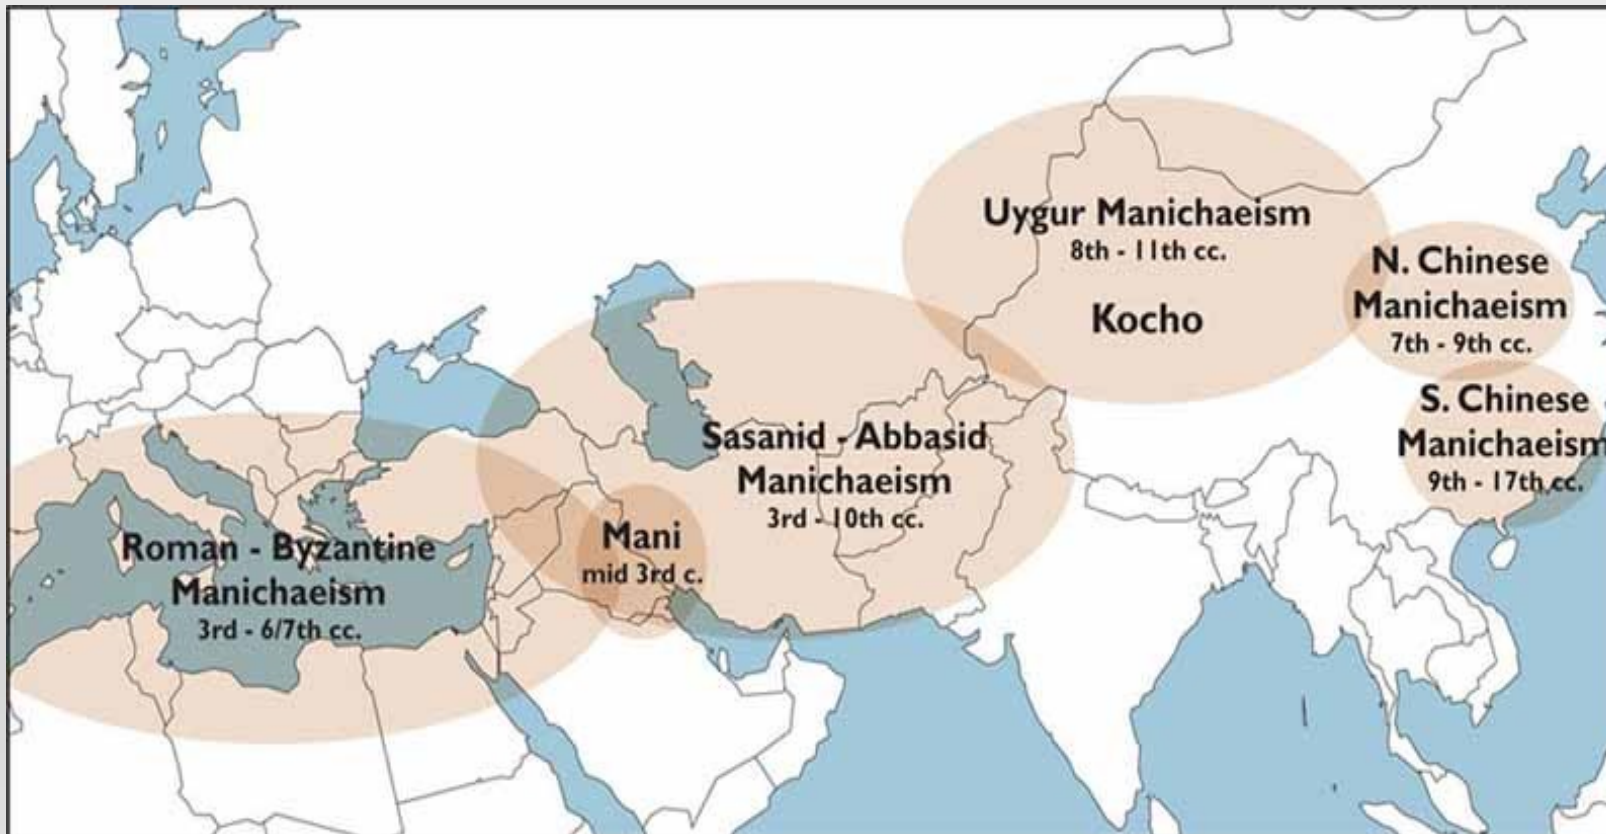 Uygur Manichaeism
8th - 11th cc.
Kocho
N. Chinese
Manichaeism
7th - 9th cc.
S. Chinese
Manichaeism
9th - 17th cc.
Sasanid - Abbasid
Manichaeism
3rd - 10th cc.
Mani
mid 3rd c.
Roman - Byzantine
Manichaeism
3rd - 6/7th cc.